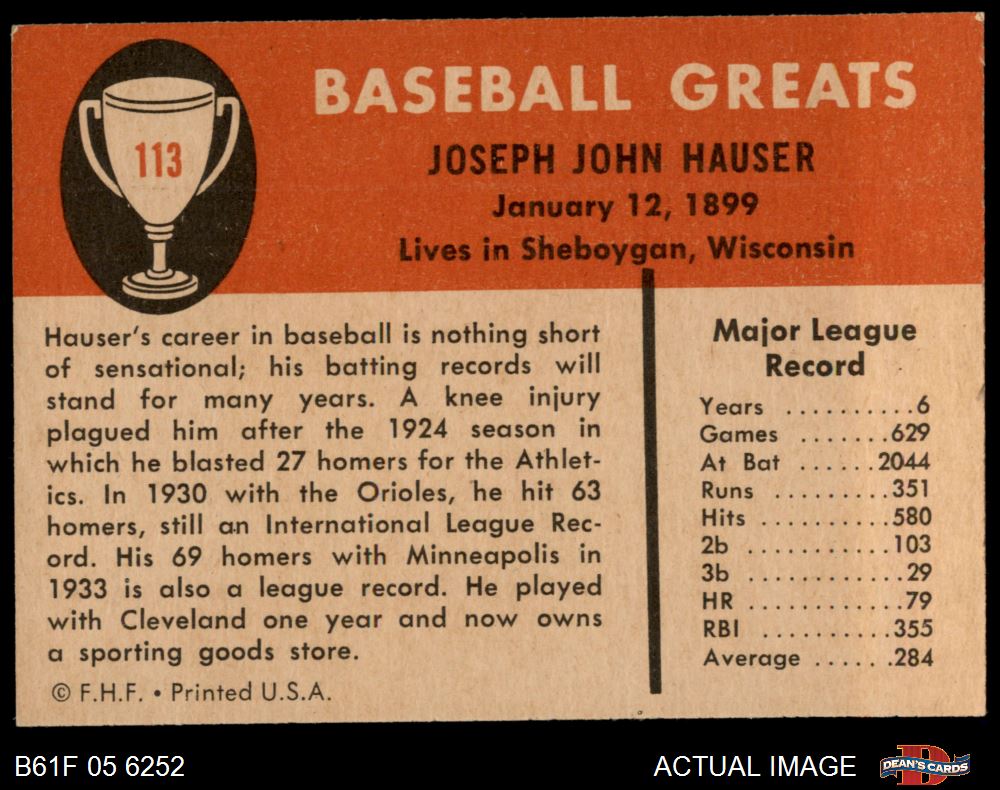 113
BASEBALL GREATS
JOSEPH JOHN HAUSER
January 12, 1899
Lives in Sheboygan, Wisconsin
Hauser's career in baseball is nothing short
of sensational; his batting records will
stand for many years. A knee injury
plagued him after the 1924 season in
which he blasted 27 homers for the Athlet-
ics. In 1930 with the Orioles, he hit 63
homers, still an International League Rec-
ord. His 69 homers with Minneapolis in
1933 is also a league record. He played
with Cleveland one year and now owns
a sporting goods store.
© F.H.F. • Printed U.S.A.
Major League
Record
Years ..........6
Games .......629
At Bat ......2044
Runs .........351
Hits ..........580
2b ...........103
3b ............29
HR ............79
RBI ..........355
Average ......284
B61F 05 6252
ACTUAL IMAGE
D
DEAN'S CARDS